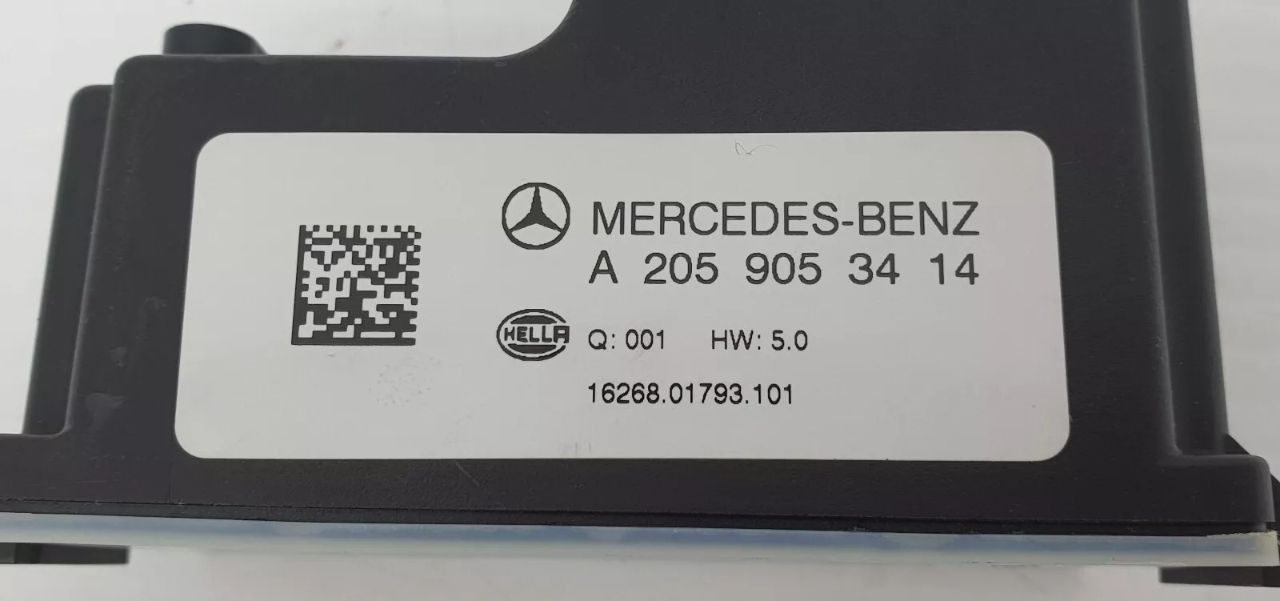 MERCEDES-BENZ
A 205 905 34 14
HELLA Q: 001 HW: 5.0
16268.01793.101